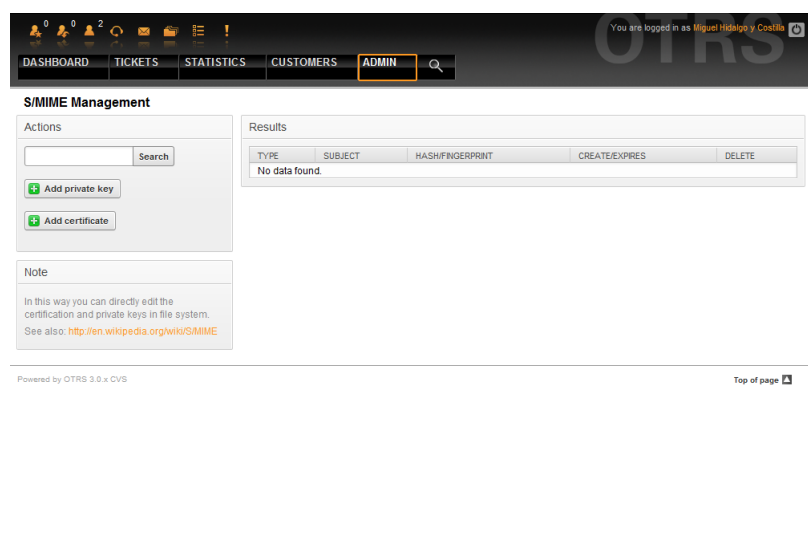 0 0 2
OTRS
You are logged in as Miguel Hidalgo y Costilla
DASHBOARD TICKETS STATISTICS CUSTOMERS ADMIN
S/MIME Management
Actions
Search
Add private key
Add certificate
Results
TYPE SUBJECT HASH/FINGERPRINT CREATE/EXPIRES DELETE
No data found.
Note
In this way you can directly edit the
certification and private keys in file system.
See also: http://en.wikipedia.org/wiki/S/MIME
Powered by OTRS 3.0.x CVS
Top of page